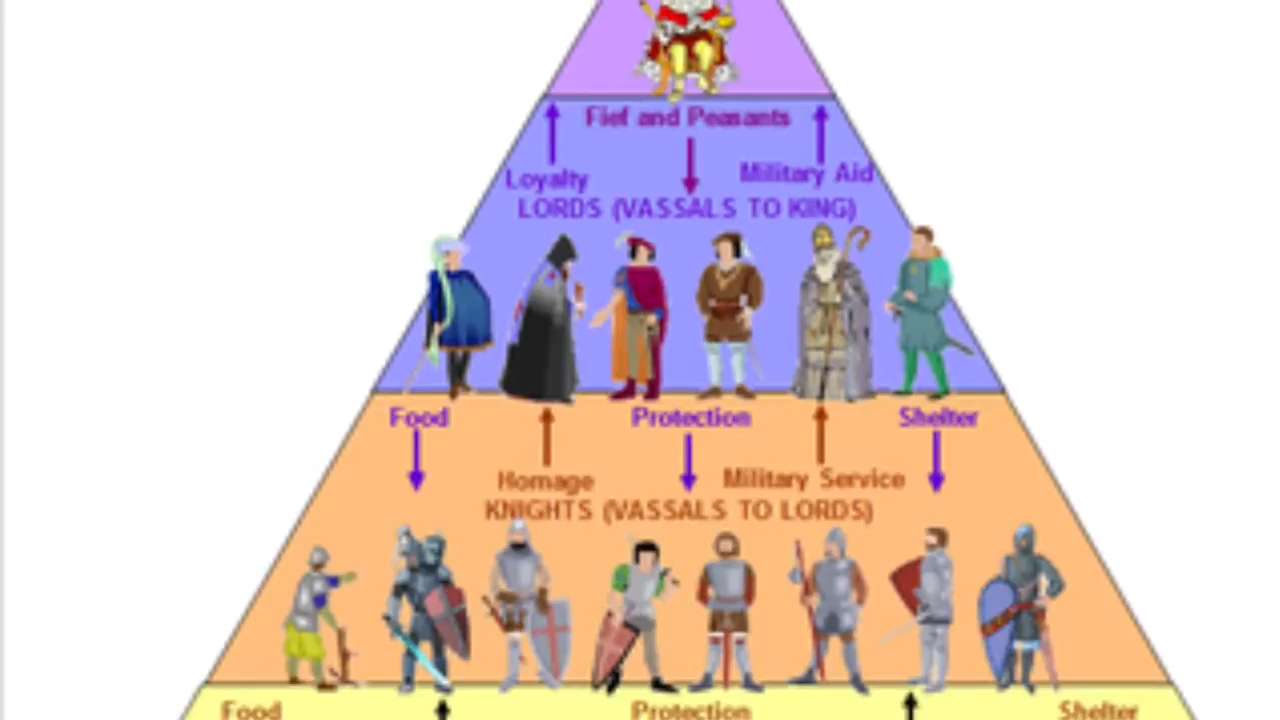 Fief and Peasants
Loyalty Military Aid
LORDS (VASSALS TO KING)
Food Protection Shelter
Homage Military Service
KNIGHTS (VASSALS TO LORDS)
Food Protection Shelter